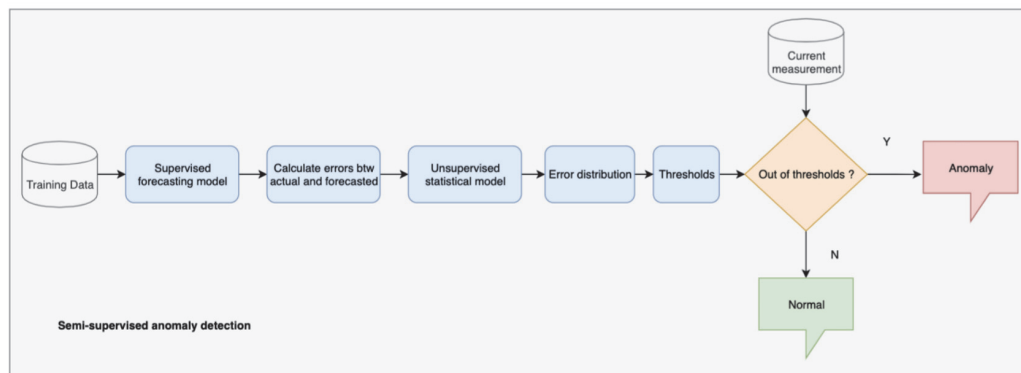 Current
measurement
Training Data
Supervised
forecasting model
Calculate errors btw
actual and forecasted
Unsupervised
statistical model
Error distribution
Thresholds
Out of thresholds ?
Y
Anomaly
N
Normal
Semi-supervised anomaly detection